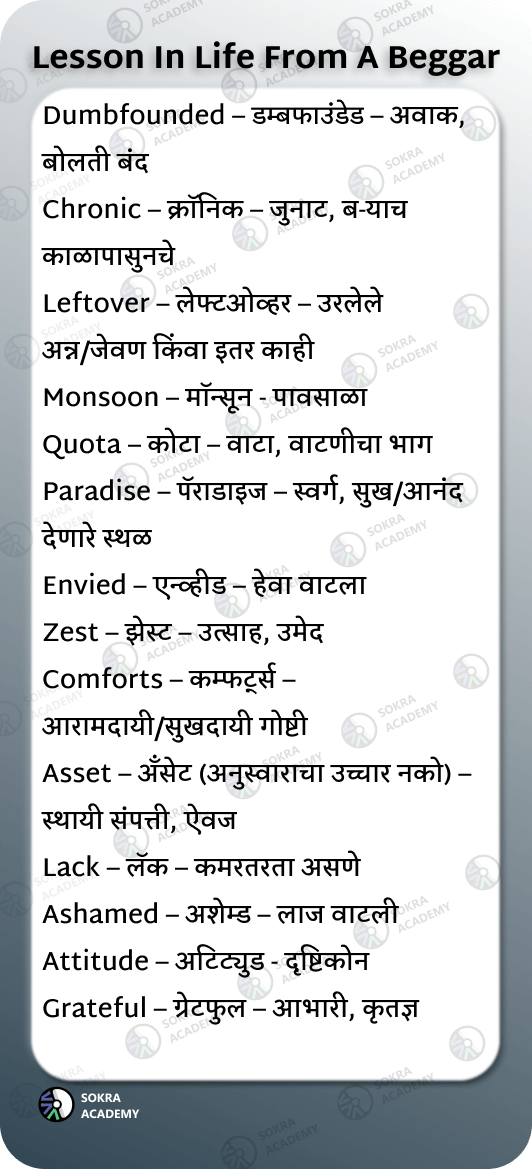 Lesson In Life From A Beggar
Dumbfounded – डम्बफाउंडेड – अवाक,
बोलती बंद
Chronic – क्रॉनिक – जुनाट, ब-याच
काळापासुनचे
Leftover – लेफ्टओव्हर – उरलेले
अन्न/जेवण किंवा इतर काही
Monsoon – मॉन्सून - पावसाळा
Quota – कोटा – वाटा, वाटणीचा भाग
Paradise – पॅराडाइज – स्वर्ग, सुख/आनंद
देणारे स्थळ
Envied – एन्व्हीड – हेवा वाटला
Zest – झेस्ट – उत्साह, उमेद
Comforts – कम्फर्ट्स –
आरामदायी/सुखदायी गोष्टी
Asset – अँसेट (अनुस्वाराचा उच्चार नको) –
स्थायी संपत्ती, ऐवज
Lack – लॅक – कमरतरता असणे
Ashamed – अशेम्ड – लाज वाटली
Attitude – अटिट्युड - दृष्टिकोन
Grateful – ग्रेटफुल – आभारी, कृतज्ञ
SOKRA
ACADEMY